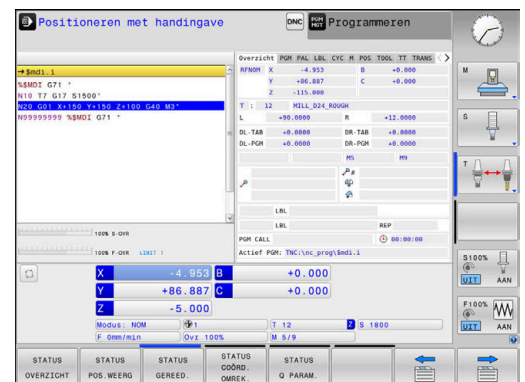 Positioneren met handingave
DNC
PGM MGT
Programmeren
→$mdi.i
%$MDI G71 *
N10 T7 G17 S1500*
N20 G01 X+150 Y+150 Z+100 G40 M3*
N99999999 %$MDI G71 *
Overzicht PGM PAL LBL CYC M POS TOOL TT TRANS
RFNOM X -4.953 B +0.000
Y +86.887 C +0.000
Z -115.000
T : 12 MILL_D24_ROUGH
L +90.0000 R +12.0000
DL-TAB +0.0000 DR-TAB +0.0000
DL-PGM +0.0000 DR-PGM +0.0000
M5 M9
LBL
LBL REP
PGM CALL 00:00:00
Actief PGM: TNC:\nc_prog\$mdi.i
100% S-OVR
100% F-OVR LIMIT 1
X -4.953 B +0.000
Y +86.887 C +0.000
Z -5.000
Modus: NOM 1 T 12 Z S 1800
F 0mm/min Ovr 100% M 5/9
M
S
T
S100%
UIT AAN
F100%
UIT AAN
STATUS OVERZICHT
STATUS POS.WEERG
STATUS GEREED.
STATUS COÖRD. OMREK.
STATUS Q PARAM.